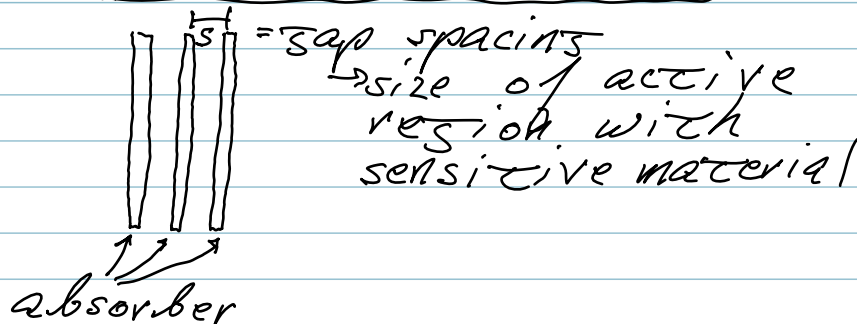 s = gap spacing
→ size of active
region with
sensitive material
absorber